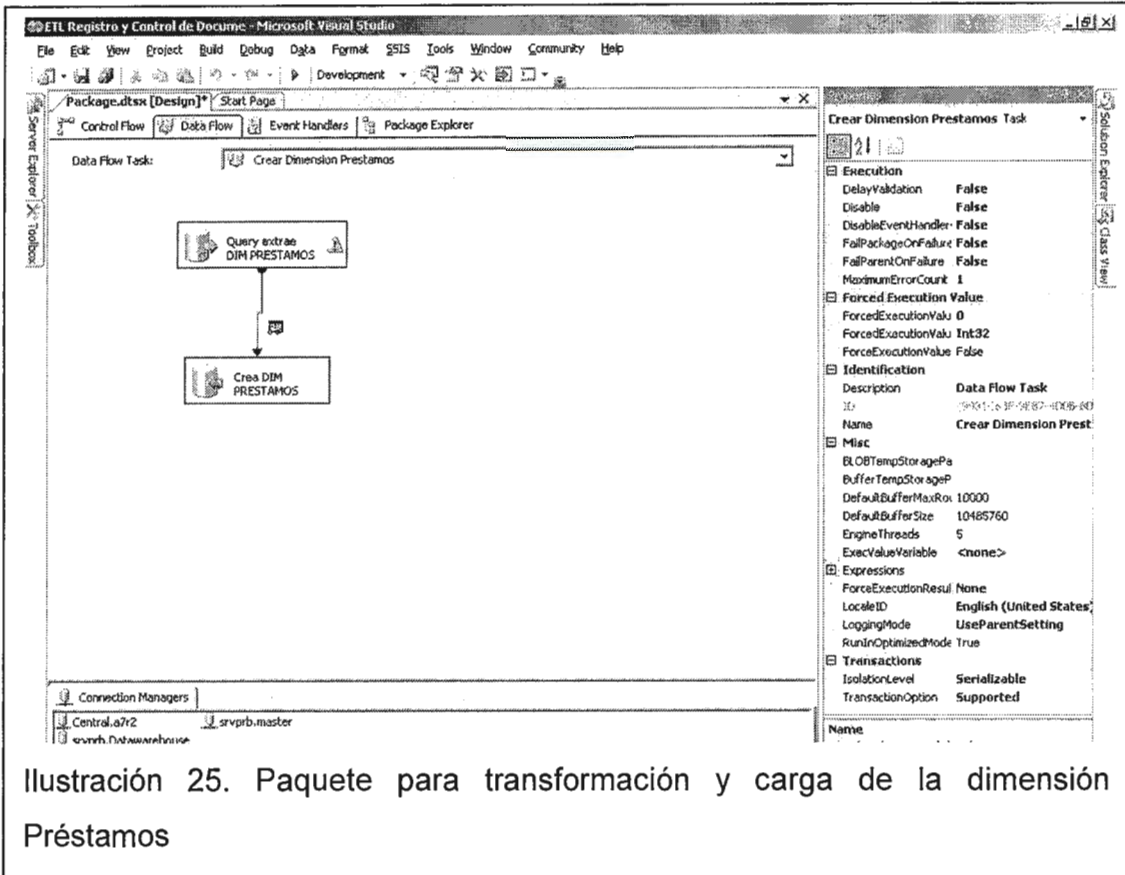 ETL Registro y Control de Docume - Microsoft Visual Studio
File Edit View Project Build Debug Data Format SSIS Tools Window Community Help
Development
Package.dtsx [Design]* Start Page
Control Flow Data Flow Event Handlers Package Explorer
Data Flow Task: Crear Dimension Prestamos
Query extrae
DIM PRESTAMOS
Crea DIM
PRESTAMOS
Connection Managers
Central.a7r2 srvprb.master
srvprb.Datawarehouse
Server Explorer
Toolbox
Properties
Crear Dimension Prestamos Task
Execution
DelayValidation False
Disable False
DisableEventHandler False
FailPackageOnFailure False
FailParentOnFailure False
MaximumErrorCount 1
Forced Execution Value
ForcedExecutionValu 0
ForcedExecutionValu Int32
ForceExecutionValue False
Identification
Description Data Flow Task
ID
Name Crear Dimension Prest
Misc
BLOBTempStoragePa
BufferTempStorageP
DefaultBufferMaxRow 10000
DefaultBufferSize 10485760
EngineThreads 5
ExecValueVariable <none>
Expressions
ForceExecutionResul None
LocaleID English (United States)
LoggingMode UseParentSetting
RunInOptimizedMode True
Transactions
IsolationLevel Serializable
TransactionOption Supported
Name
Solution Explorer
Class View
Ilustración 25. Paquete para transformación y carga de la dimensión
Préstamos